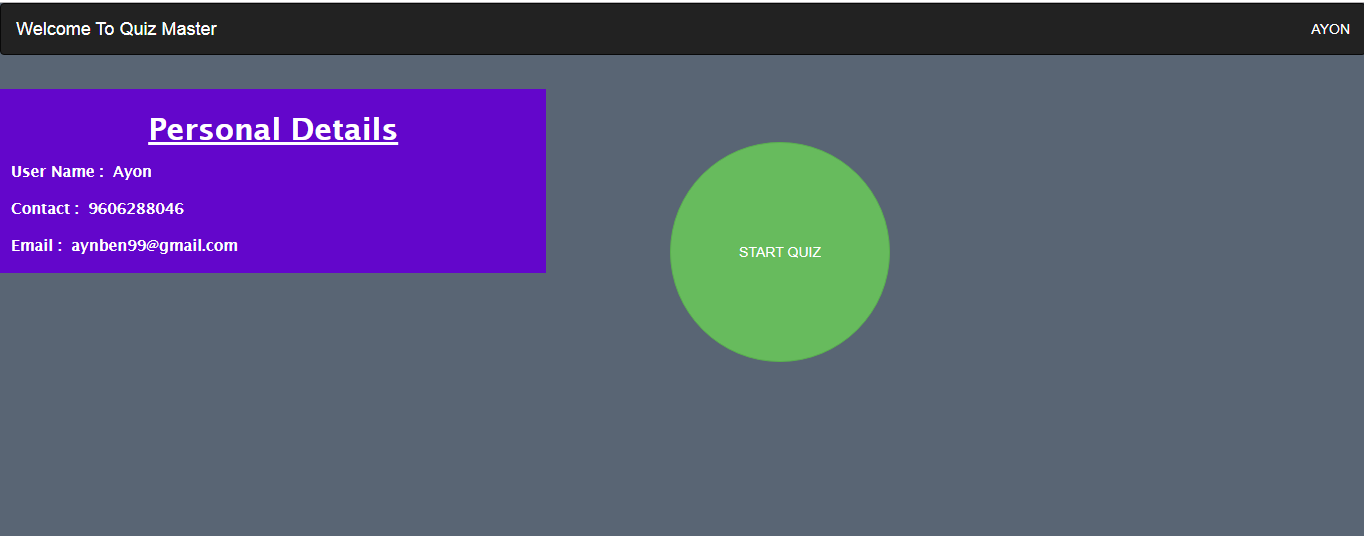 Welcome To Quiz Master
AYON
Personal Details
User Name : Ayon
Contact : 9606288046
Email : aynben99@gmail.com
START QUIZ